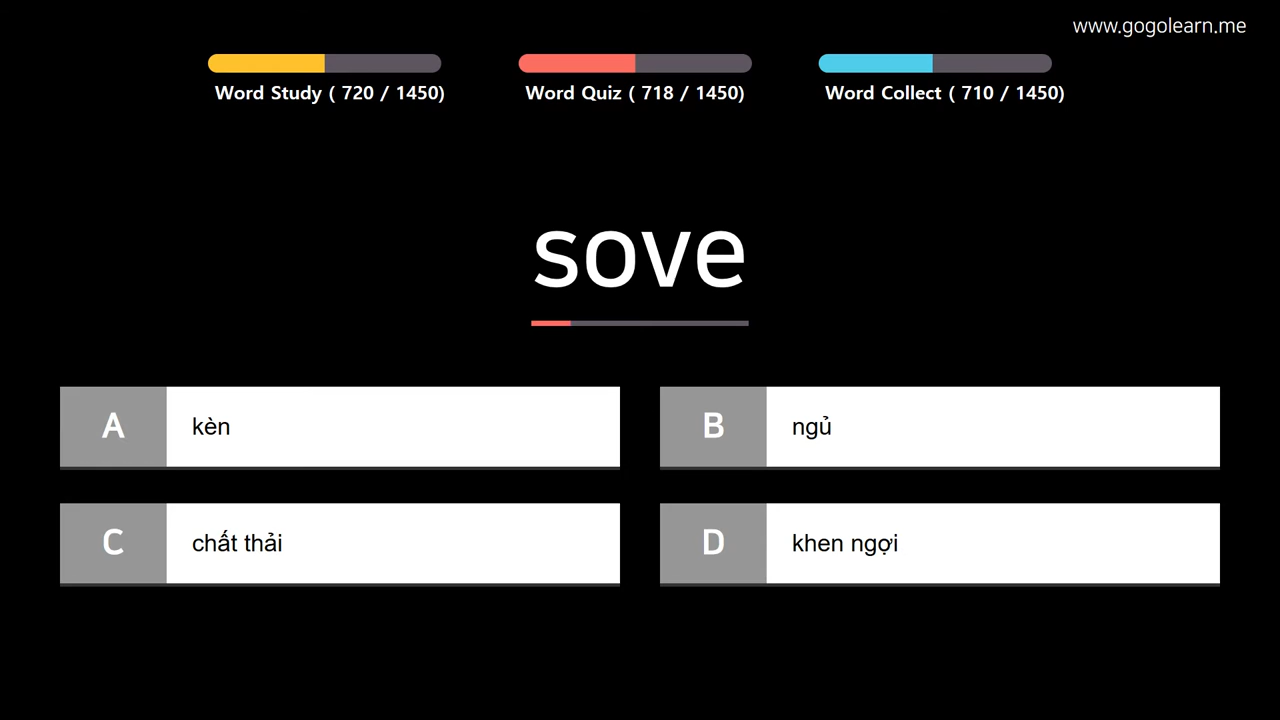 www.gogolearn.me
Word Study ( 720 / 1450)
Word Quiz ( 718 / 1450)
Word Collect ( 710 / 1450)
sove
A kèn
B ngủ
C chất thải
D khen ngợi